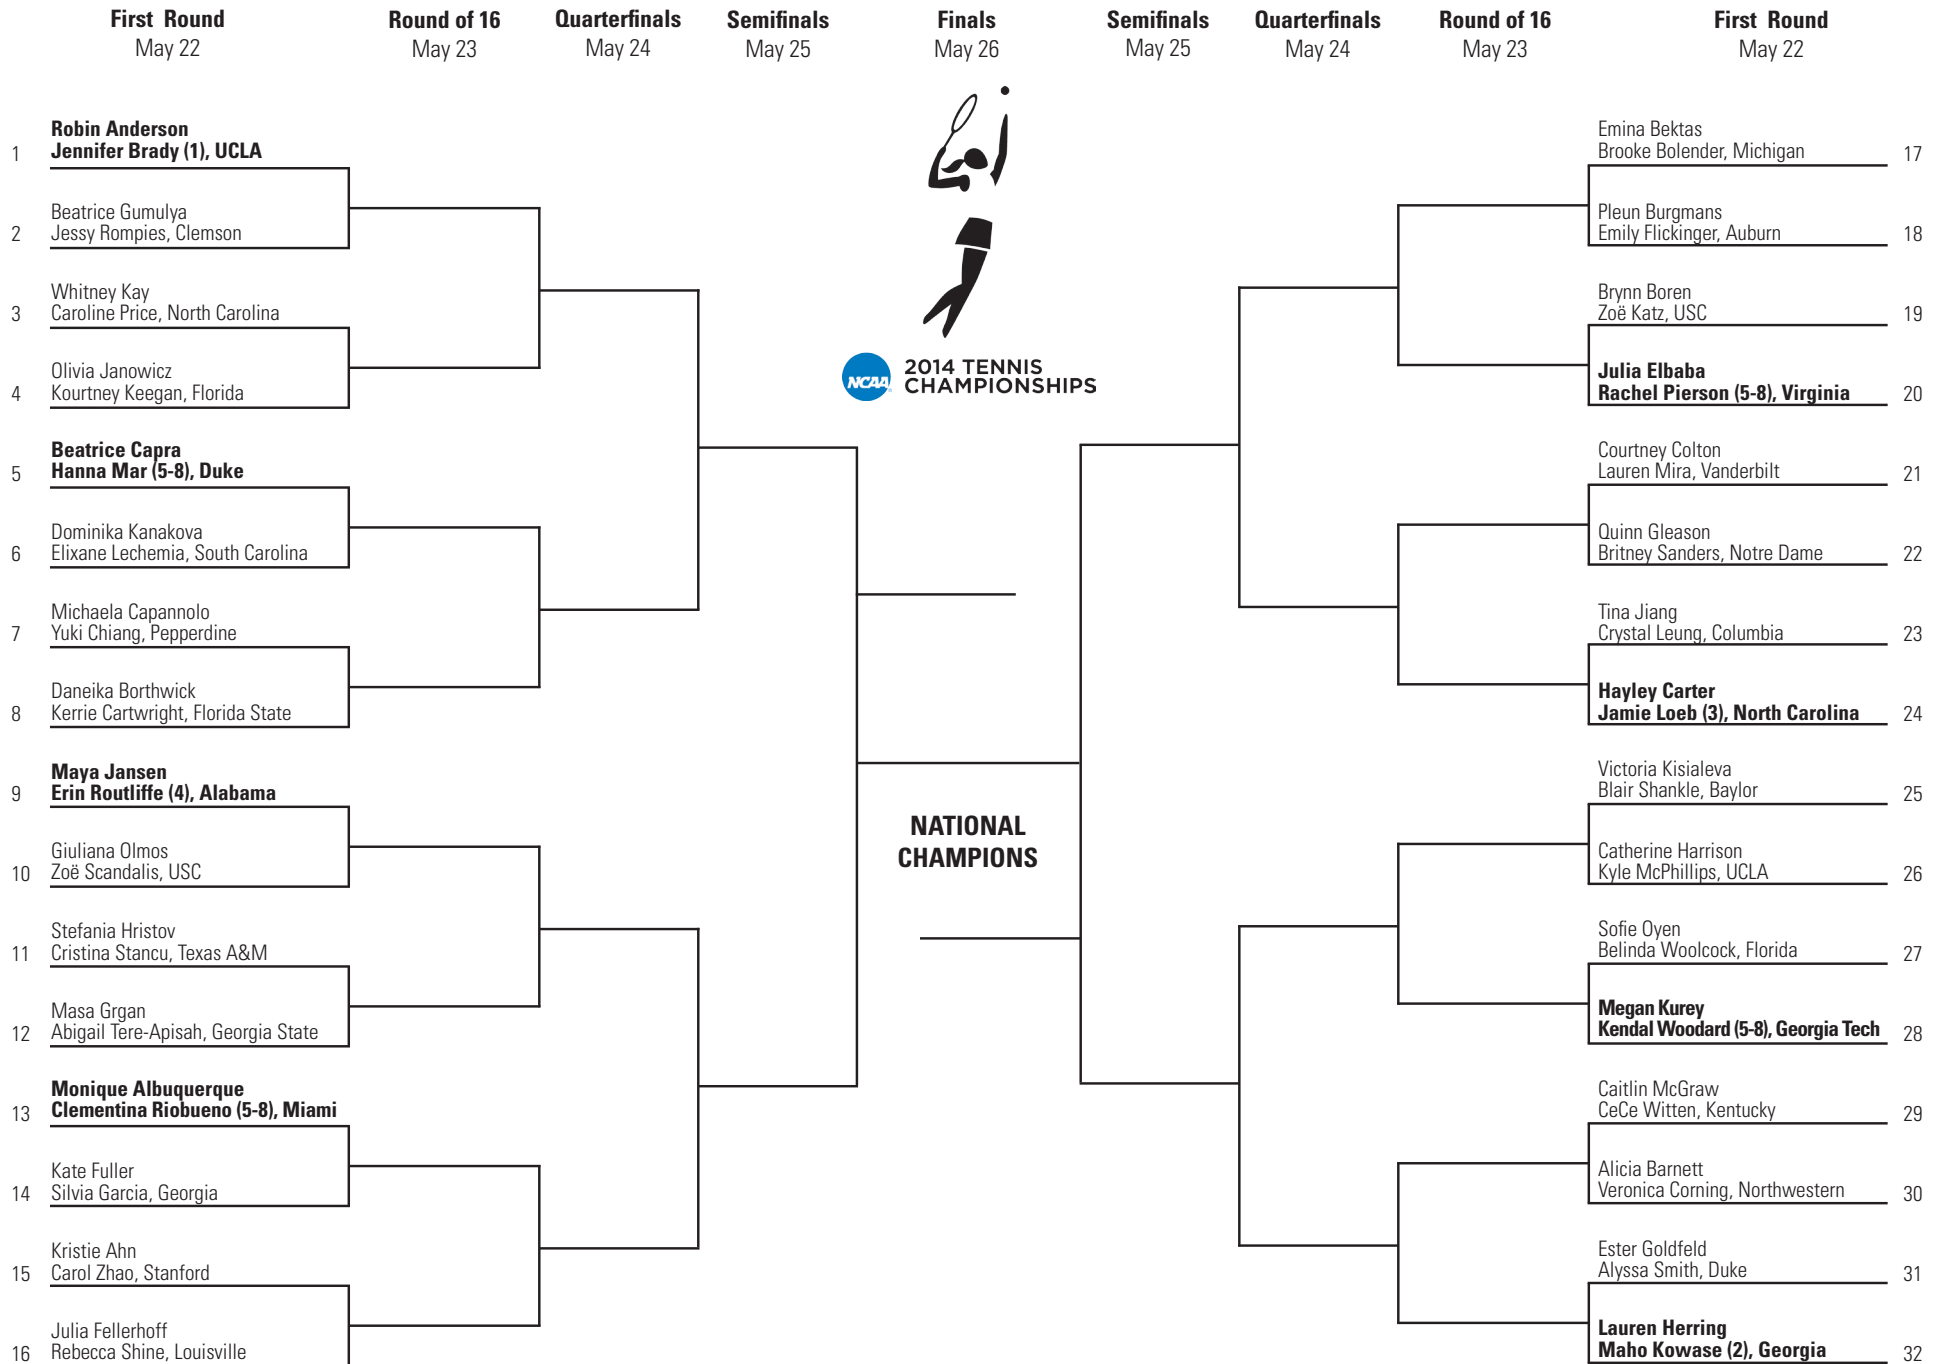 First Round
May 22
Round of 16
May 23
Quarterfinals
May 24
Semifinals
May 25
Finals
May 26
Semifinals
May 25
Quarterfinals
May 24
Round of 16
May 23
First Round
May 22
Robin Anderson
1 Jennifer Brady (1), UCLA
Beatrice Gumulya
2 Jessy Rompies, Clemson
Whitney Kay
3 Caroline Price, North Carolina
Olivia Janowicz
4 Kourtney Keegan, Florida
Beatrice Capra
5 Hanna Mar (5-8), Duke
Dominika Kanakova
6 Elixane Lechemia, South Carolina
Michaela Capannolo
7 Yuki Chiang, Pepperdine
Daneika Borthwick
8 Kerrie Cartwright, Florida State
Maya Jansen
9 Erin Routliffe (4), Alabama
Giuliana Olmos
10 Zoë Scandalis, USC
Stefania Hristov
11 Cristina Stancu, Texas A&M
Masa Grgan
12 Abigail Tere-Apisah, Georgia State
Monique Albuquerque
13 Clementina Riobueno (5-8), Miami
Kate Fuller
14 Silvia Garcia, Georgia
Kristie Ahn
15 Carol Zhao, Stanford
Julia Fellerhoff
16 Rebecca Shine, Louisville
NCAA
2014 TENNIS
CHAMPIONSHIPS
NATIONAL
CHAMPIONS
Emina Bektas
Brooke Bolender, Michigan 17
Pleun Burgmans
Emily Flickinger, Auburn 18
Brynn Boren
Zoë Katz, USC 19
Julia Elbaba
Rachel Pierson (5-8), Virginia 20
Courtney Colton
Lauren Mira, Vanderbilt 21
Quinn Gleason
Britney Sanders, Notre Dame 22
Tina Jiang
Crystal Leung, Columbia 23
Hayley Carter
Jamie Loeb (3), North Carolina 24
Victoria Kisialeva
Blair Shankle, Baylor 25
Catherine Harrison
Kyle McPhillips, UCLA 26
Sofie Oyen
Belinda Woolcock, Florida 27
Megan Kurey
Kendal Woodard (5-8), Georgia Tech 28
Caitlin McGraw
CeCe Witten, Kentucky 29
Alicia Barnett
Veronica Corning, Northwestern 30
Ester Goldfeld
Alyssa Smith, Duke 31
Lauren Herring
Maho Kowase (2), Georgia 32